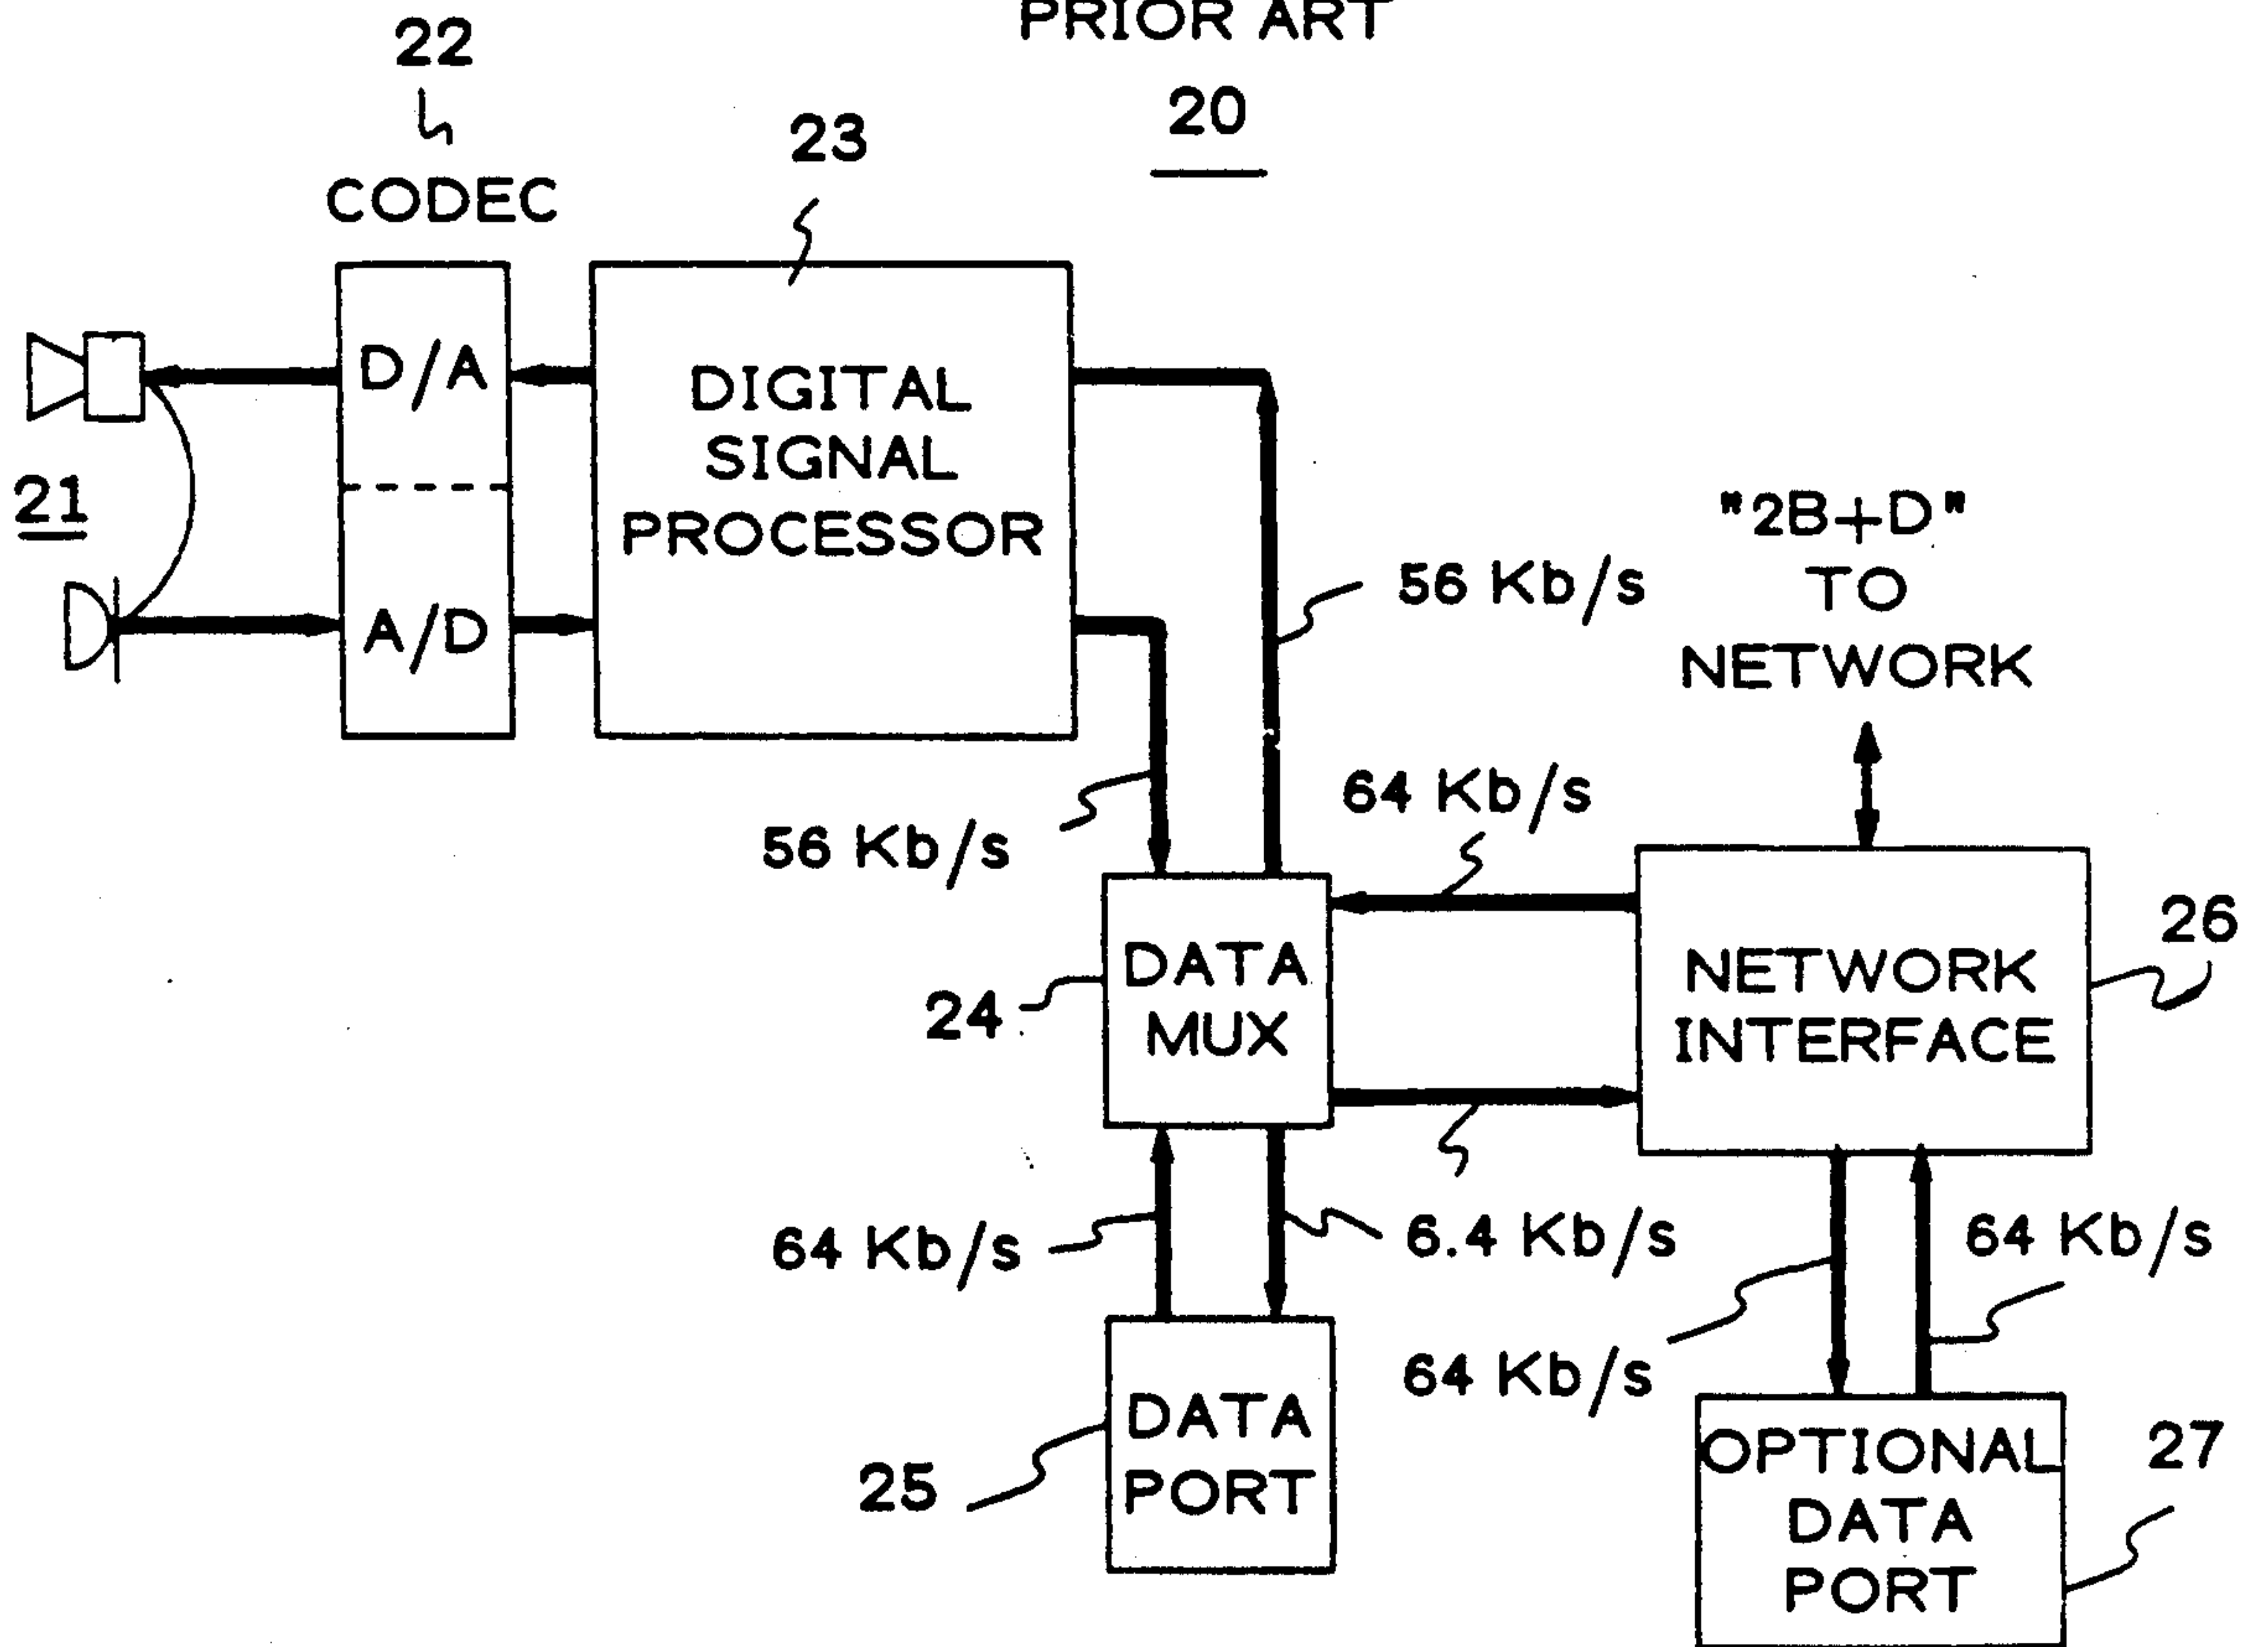 PRIOR ART
20
22
CODEC
23
D/A
A/D
21
DIGITAL
SIGNAL
PROCESSOR
56 Kb/s
56 Kb/s
"2B+D"
TO
NETWORK
64 Kb/s
24
DATA
MUX
NETWORK
INTERFACE
26
64 Kb/s
6.4 Kb/s
64 Kb/s
64 Kb/s
25
DATA
PORT
OPTIONAL
DATA
PORT
27